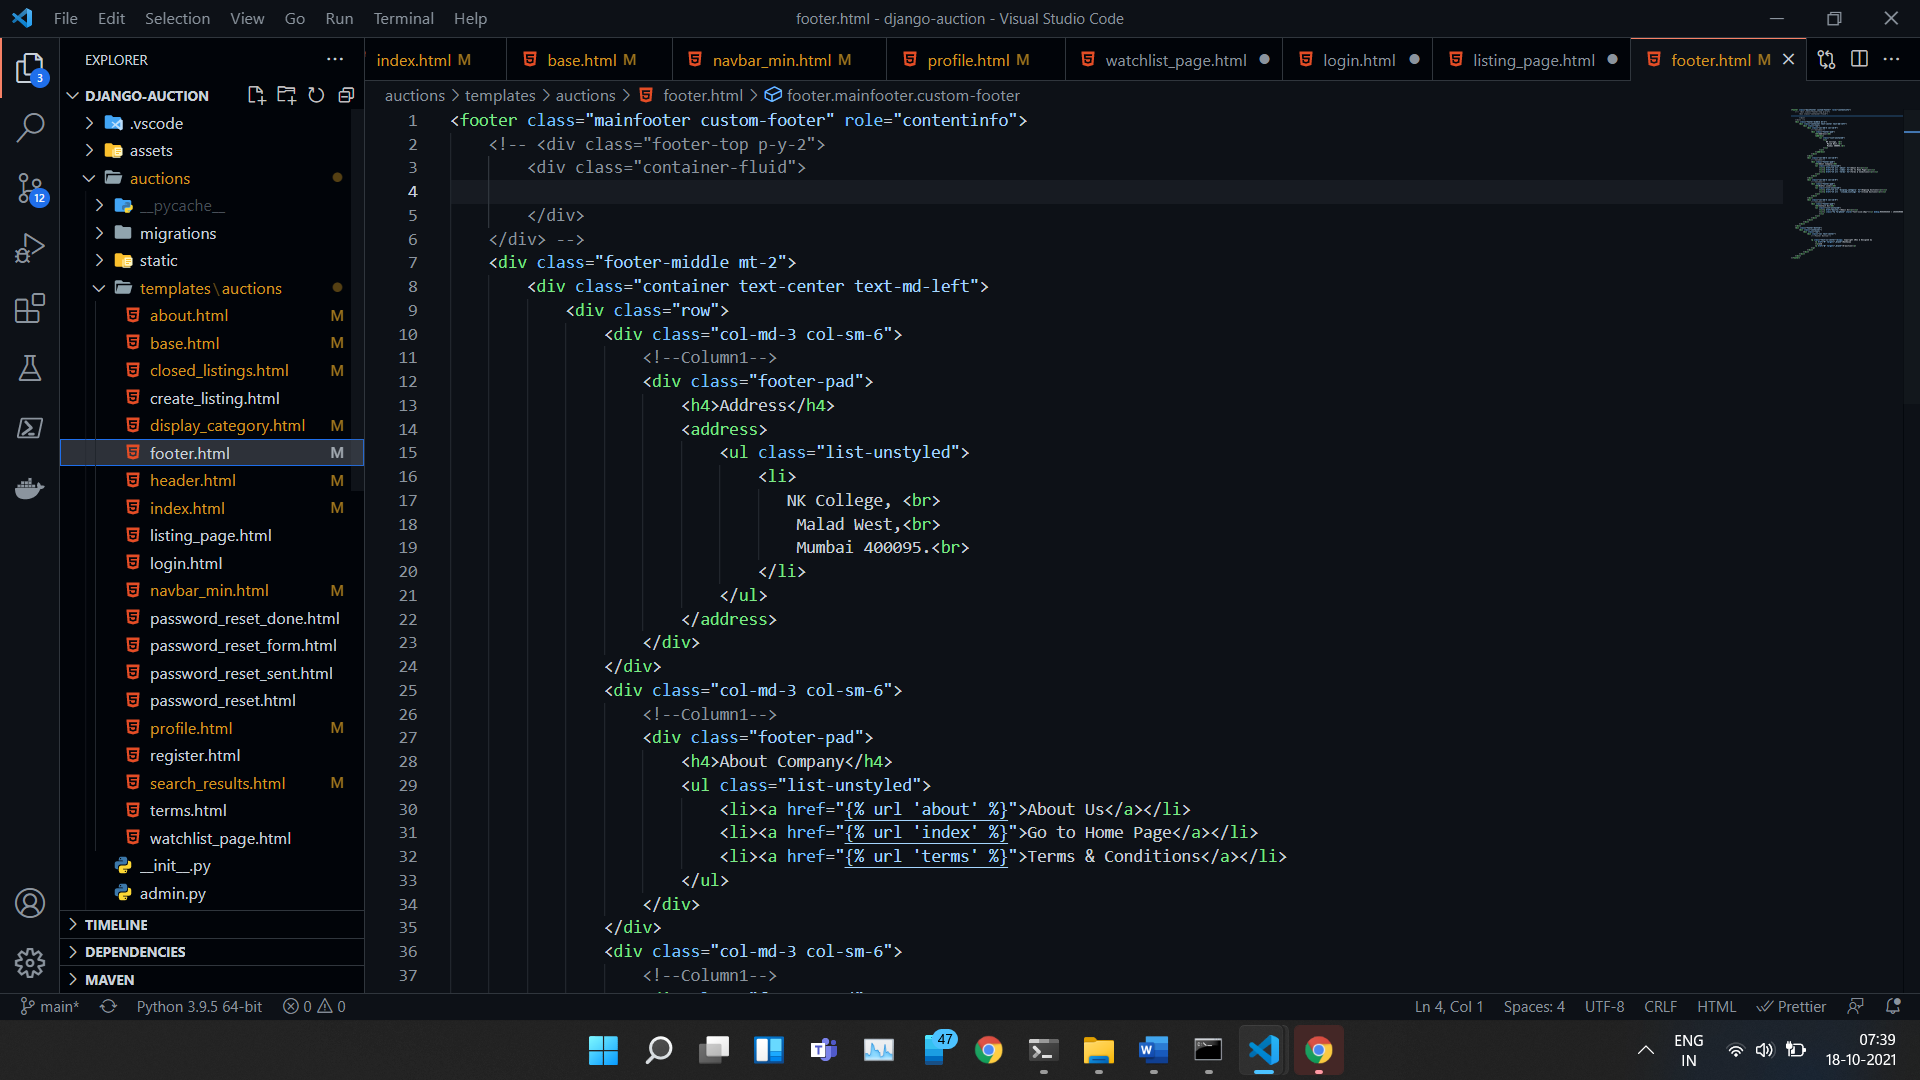 File Edit Selection View Go Run Terminal Help
footer.html - django-auction - Visual Studio Code
EXPLORER
index.html M
base.html M
navbar_min.html M
profile.html M
watchlist_page.html
login.html
listing_page.html
footer.html M
DJANGO-AUCTION
auctions > templates > auctions > footer.html > footer.mainfooter.custom-footer
3
12
.vscode
assets
auctions
__pycache__
migrations
static
templates\auctions
about.html M
base.html M
closed_listings.html M
create_listing.html
display_category.html M
footer.html M
header.html M
index.html M
listing_page.html
login.html
navbar_min.html M
password_reset_done.html
password_reset_form.html
password_reset_sent.html
password_reset.html
profile.html M
register.html
search_results.html M
terms.html
watchlist_page.html
__init__.py
admin.py
TIMELINE
DEPENDENCIES
MAVEN
1 <footer class="mainfooter custom-footer" role="contentinfo">
2 <!-- <div class="footer-top p-y-2">
3 <div class="container-fluid">
4
5 </div>
6 </div> -->
7 <div class="footer-middle mt-2">
8 <div class="container text-center text-md-left">
9 <div class="row">
10 <div class="col-md-3 col-sm-6">
11 <!--Column1-->
12 <div class="footer-pad">
13 <h4>Address</h4>
14 <address>
15 <ul class="list-unstyled">
16 <li>
17 NK College, <br>
18 Malad West,<br>
19 Mumbai 400095.<br>
20 </li>
21 </ul>
22 </address>
23 </div>
24 </div>
25 <div class="col-md-3 col-sm-6">
26 <!--Column1-->
27 <div class="footer-pad">
28 <h4>About Company</h4>
29 <ul class="list-unstyled">
30 <li><a href="{% url 'about' %}">About Us</a></li>
31 <li><a href="{% url 'index' %}">Go to Home Page</a></li>
32 <li><a href="{% url 'terms' %}">Terms & Conditions</a></li>
33 </ul>
34 </div>
35 </div>
36 <div class="col-md-3 col-sm-6">
37 <!--Column1-->
main* Python 3.9.5 64-bit 0 0
Ln 4, Col 1 Spaces: 4 UTF-8 CRLF HTML Prettier
47
ENG
IN
07:39
18-10-2021